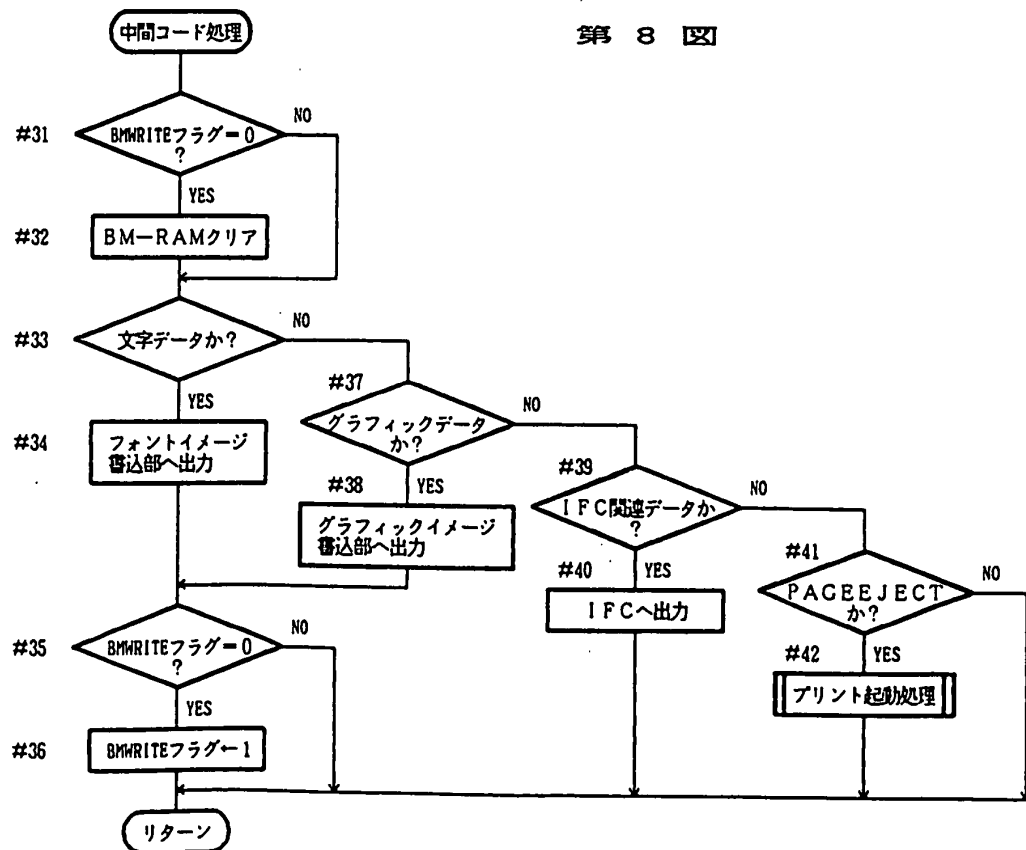 第 8 図
中間コード処理
#31
BMWRITEフラグ=0
?
NO
YES
#32
BM-RAMクリア
#33
文字データか?
NO
YES
#34
フォントイメージ
書込部へ出力
#37
グラフィックデータ
か?
NO
YES
#38
グラフィックイメージ
書込部へ出力
#39
IFC関連データか
?
NO
YES
#40
IFCへ出力
#41
PAGEEJECT
か?
NO
YES
#42
プリント起動処理
#35
BMWRITEフラグ=0
?
NO
YES
#36
BMWRITEフラグ←1
リターン